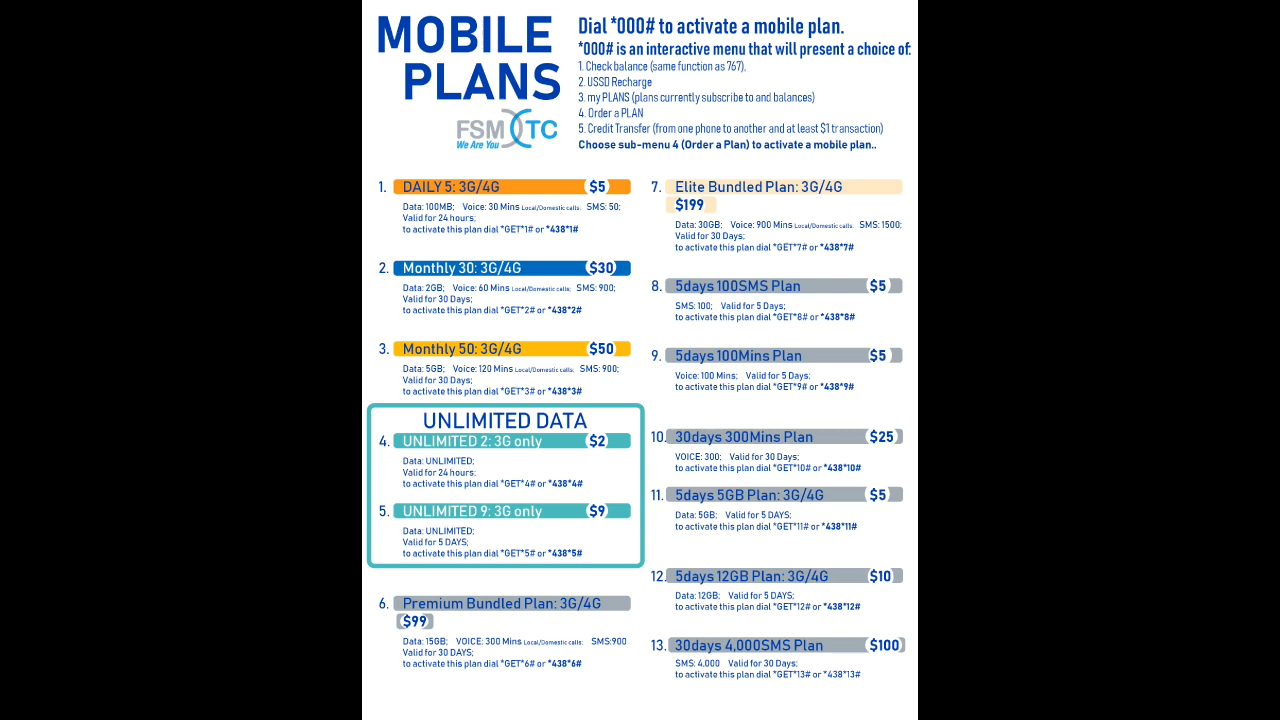 MOBILE
PLANS
FSM TC
We Are You
Dial *000# to activate a mobile plan.
*000# is an interactive menu that will present a choice of:
1. Check balance (same function as 767),
2. USSD Recharge
3. my PLANS (plans currently subscribe to and balances)
4. Order a PLAN
5. Credit Transfer (from one phone to another and at least $1 transaction)
Choose sub-menu 4 (Order a Plan) to activate a mobile plan..
1. DAILY 5: 3G/4G $5
Data: 100MB; Voice: 30 Mins Local/Domestic calls; SMS: 50;
Valid for 24 hours;
to activate this plan dial *GET*1# or *438*1#
2. Monthly 30: 3G/4G $30
Data: 2GB; Voice: 60 Mins Local/Domestic calls; SMS: 900;
Valid for 30 Days;
to activate this plan dial *GET*2# or *438*2#
3. Monthly 50: 3G/4G $50
Data: 5GB; Voice: 120 Mins Local/Domestic calls; SMS: 900;
Valid for 30 Days;
to activate this plan dial *GET*3# or *438*3#
UNLIMITED DATA
4. UNLIMITED 2: 3G only $2
Data: UNLIMITED;
Valid for 24 hours;
to activate this plan dial *GET*4# or *438*4#
5. UNLIMITED 9: 3G only $9
Data: UNLIMITED;
Valid for 5 DAYS;
to activate this plan dial *GET*5# or *438*5#
6. Premium Bundled Plan: 3G/4G
$99
Data: 15GB; VOICE: 300 Mins Local/Domestic calls; SMS:900
Valid for 30 DAYS;
to activate this plan dial *GET*6# or *438*6#
7. Elite Bundled Plan: 3G/4G
$199
Data: 30GB; Voice: 900 Mins Local/Domestic calls; SMS: 1500;
Valid for 30 Days;
to activate this plan dial *GET*7# or *438*7#
8. 5days 100SMS Plan $5
SMS: 100; Valid for 5 Days;
to activate this plan dial *GET*8# or *438*8#
9. 5days 100Mins Plan $5
Voice: 100 Mins; Valid for 5 Days;
to activate this plan dial *GET*9# or *438*9#
10. 30days 300Mins Plan $25
VOICE: 300; Valid for 30 Days;
to activate this plan dial *GET*10# or *438*10#
11. 5days 5GB Plan: 3G/4G $5
Data: 5GB; Valid for 5 DAYS;
to activate this plan dial *GET*11# or *438*11#
12. 5days 12GB Plan: 3G/4G $10
Data: 12GB; Valid for 5 DAYS;
to activate this plan dial *GET*12# or *438*12#
13. 30days 4,000SMS Plan $100
SMS: 4,000 Valid for 30 Days;
to activate this plan dial *GET*13# or *438*13#